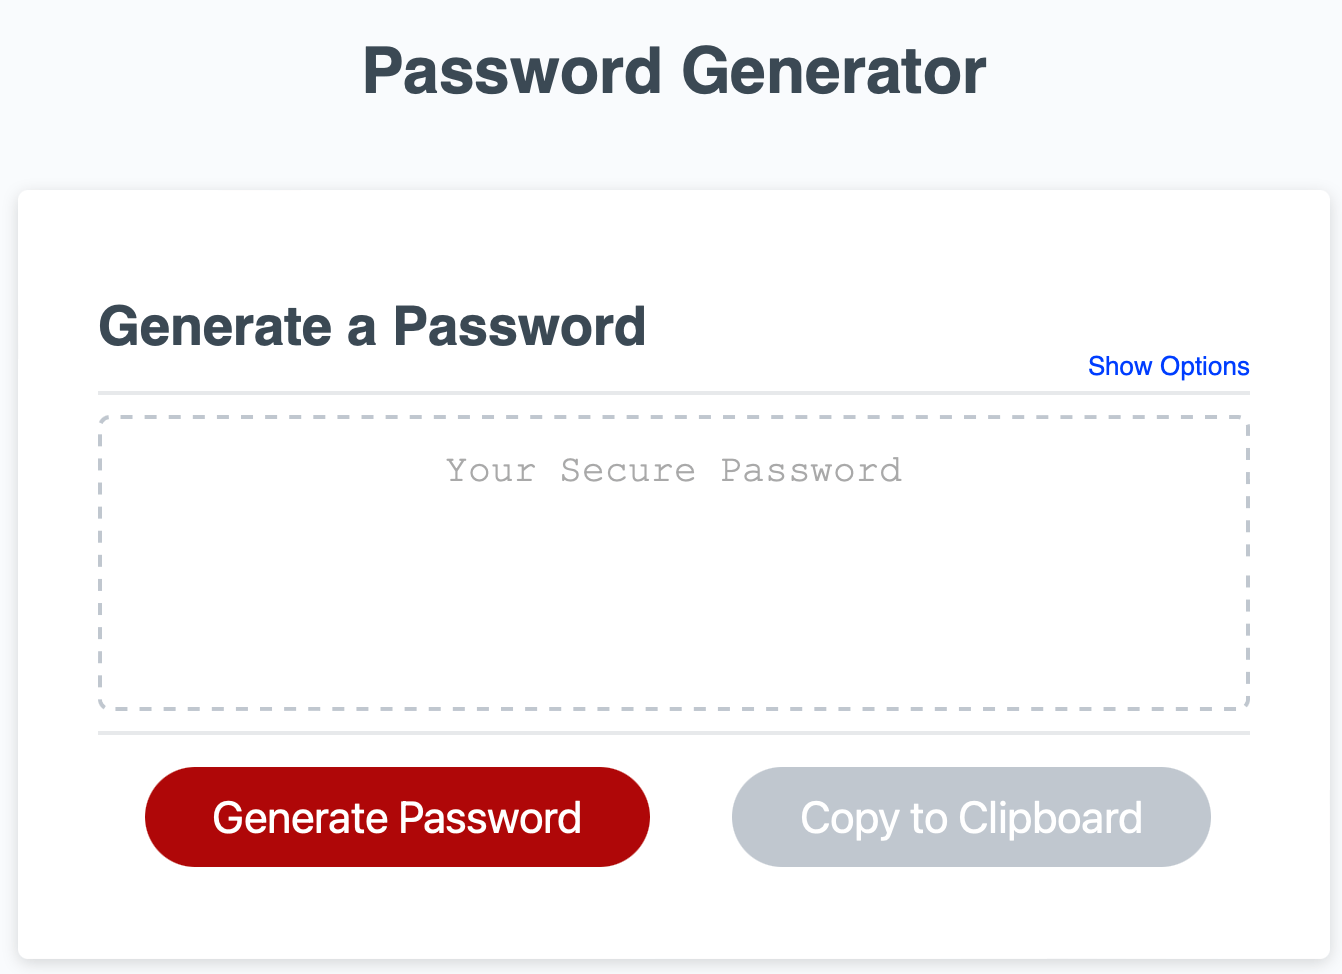 Password Generator
Generate a Password
Show Options
Your Secure Password
Generate Password
Copy to Clipboard